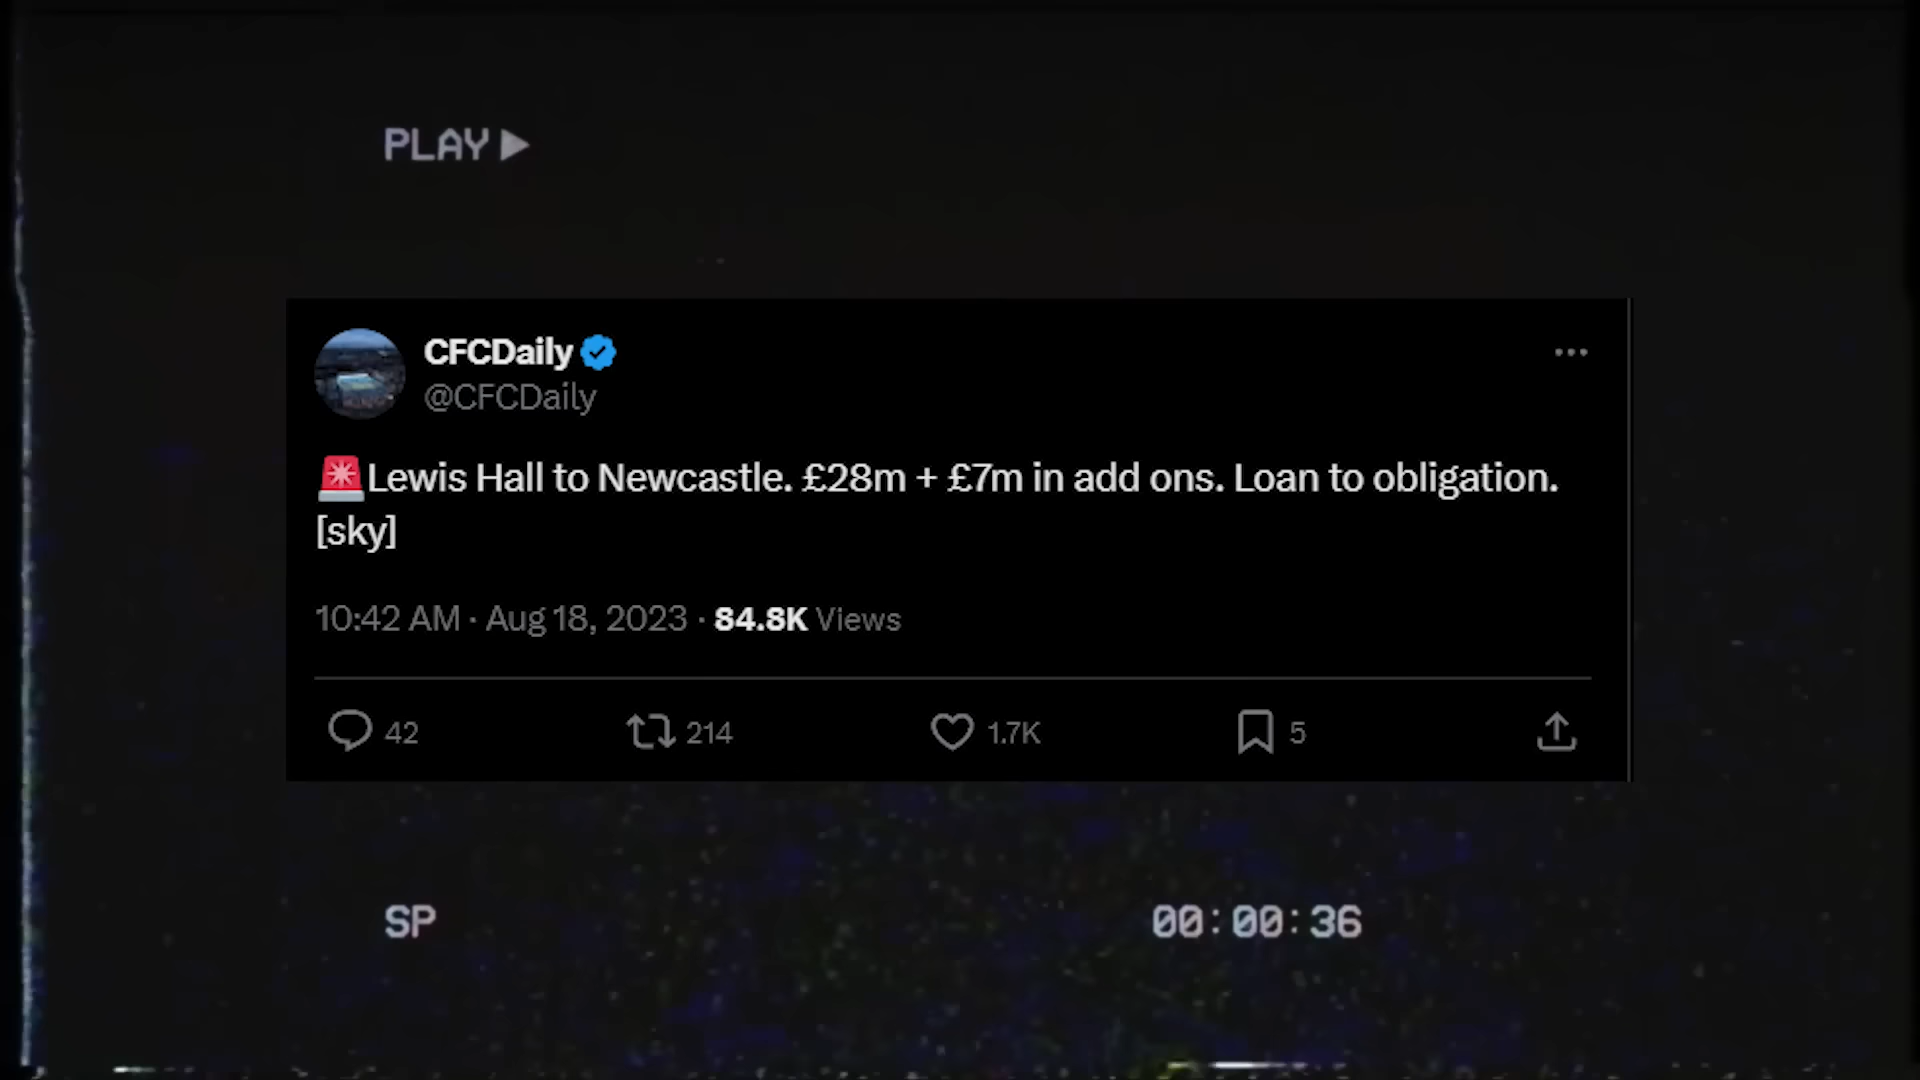 PLAY
CFCDaily
@CFCDaily
🚨Lewis Hall to Newcastle. £28m + £7m in add ons. Loan to obligation.
[sky]
10:42 AM · Aug 18, 2023 · 84.8K Views
42 214 1.7K 5
SP 00:00:36